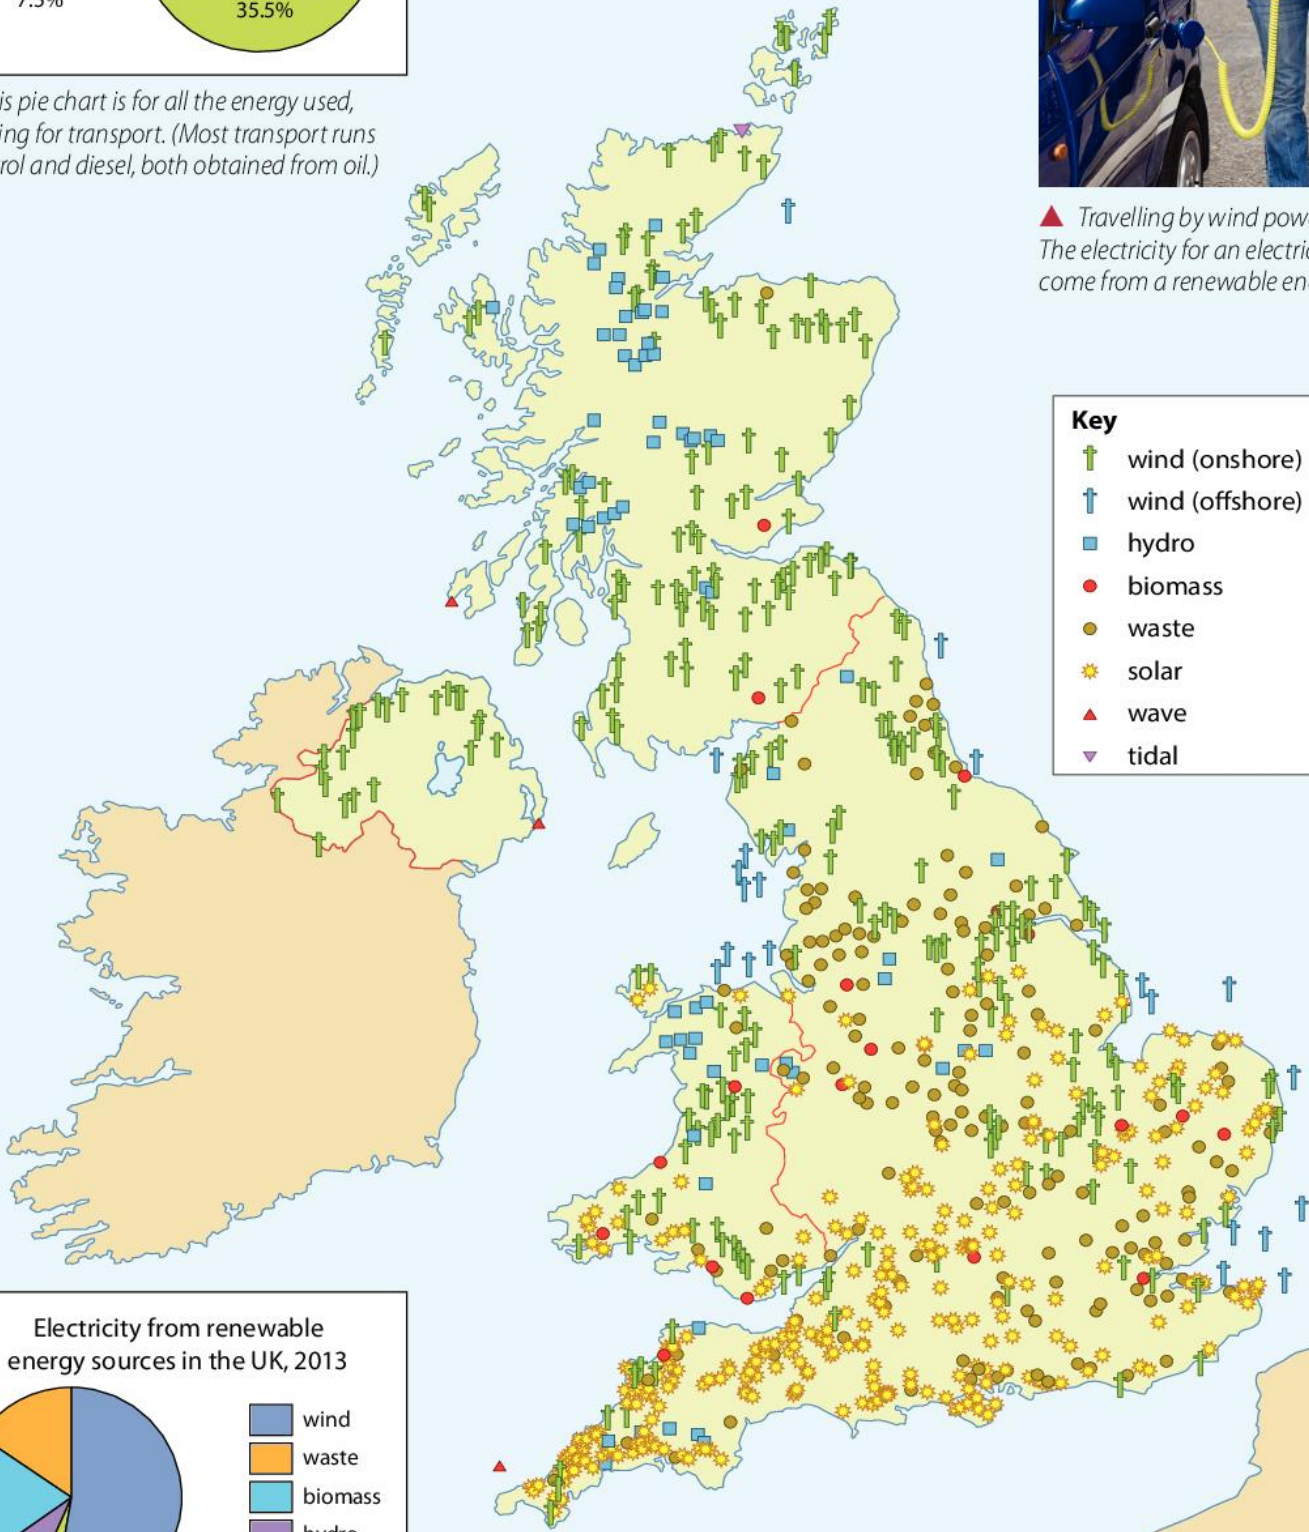 7.5%
35.5%
is pie chart is for all the energy used,
ing for transport. (Most transport runs
rol and diesel, both obtained from oil.)
Travelling by wind pow
The electricity for an electri
come from a renewable en
Key
wind (onshore)
wind (offshore)
hydro
biomass
waste
solar
wave
tidal
Electricity from renewable
energy sources in the UK, 2013
wind
waste
biomass
hydro